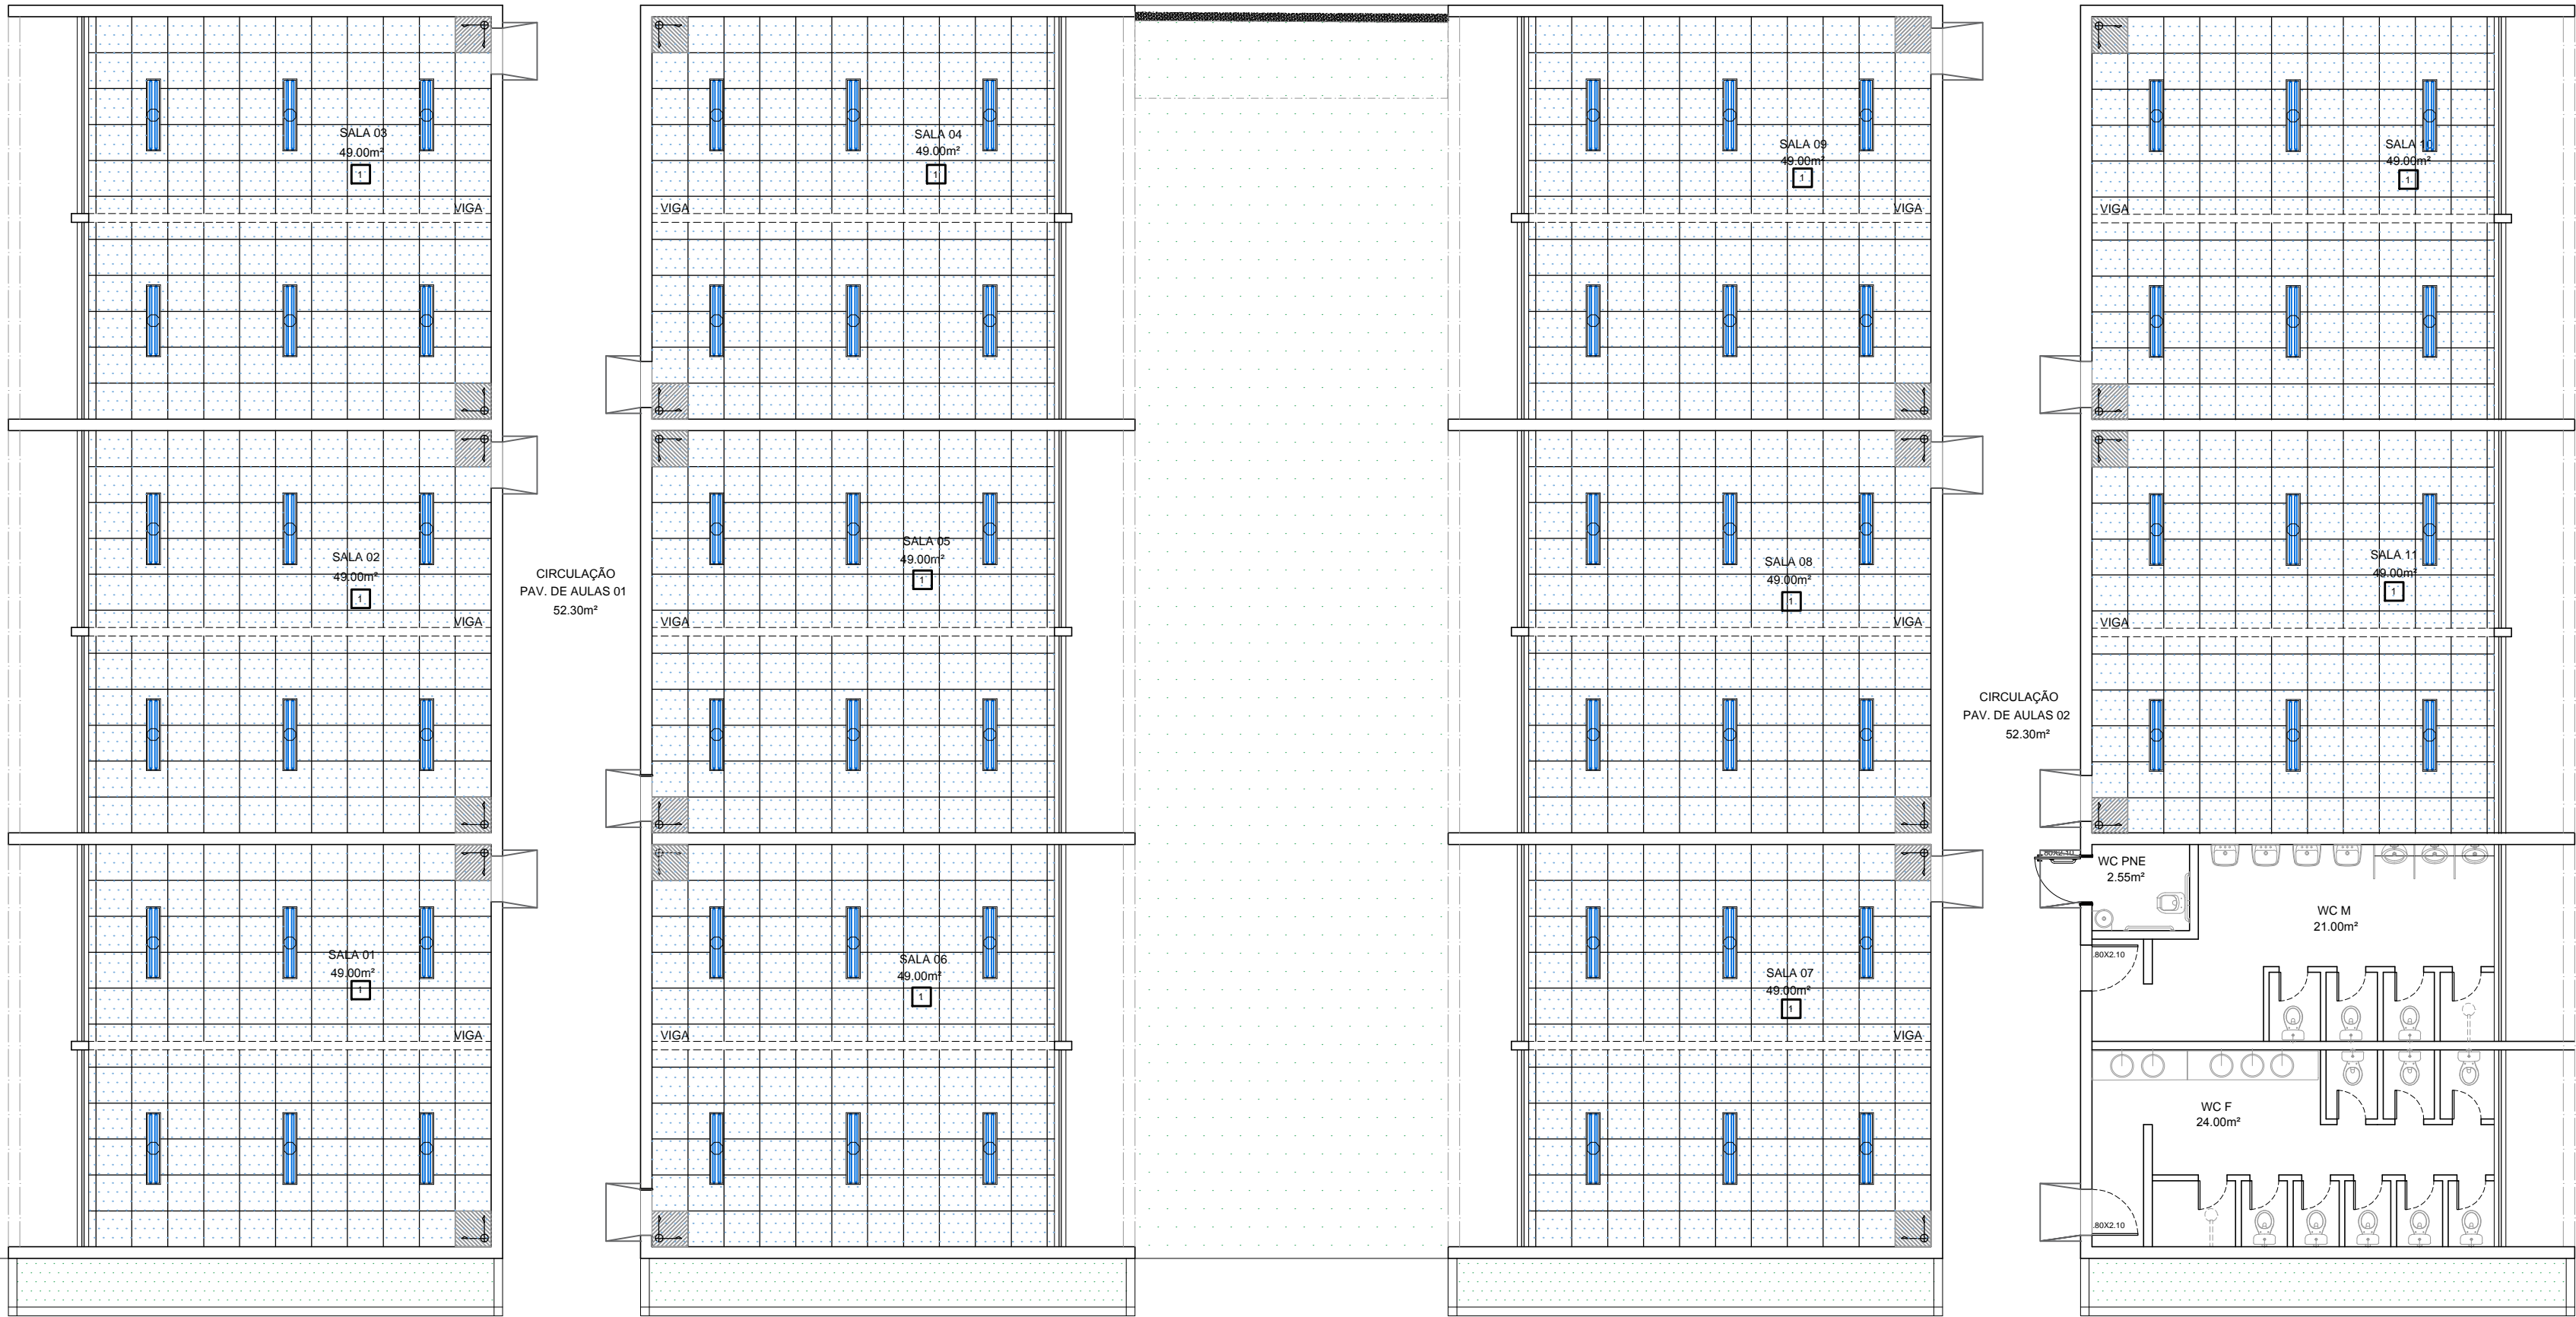 SALA 03
49.00m²
1
VIGA
SALA 04
49.00m²
1
VIGA
SALA 09
49.00m²
1
VIGA
SALA 10
49.00m²
1
VIGA
SALA 02
49.00m²
1
VIGA
CIRCULAÇÃO
PAV. DE AULAS 01
52.30m²
SALA 05
49.00m²
1
VIGA
SALA 08
49.00m²
1
VIGA
CIRCULAÇÃO
PAV. DE AULAS 02
52.30m²
SALA 11
49.00m²
1
VIGA
SALA 01
49.00m²
1
VIGA
SALA 06
49.00m²
1
VIGA
SALA 07
49.00m²
1
VIGA
.80X2.10
WC PNE
2.55m²
WC M
21.00m²
.80X2.10
WC F
24.00m²
.80X2.10